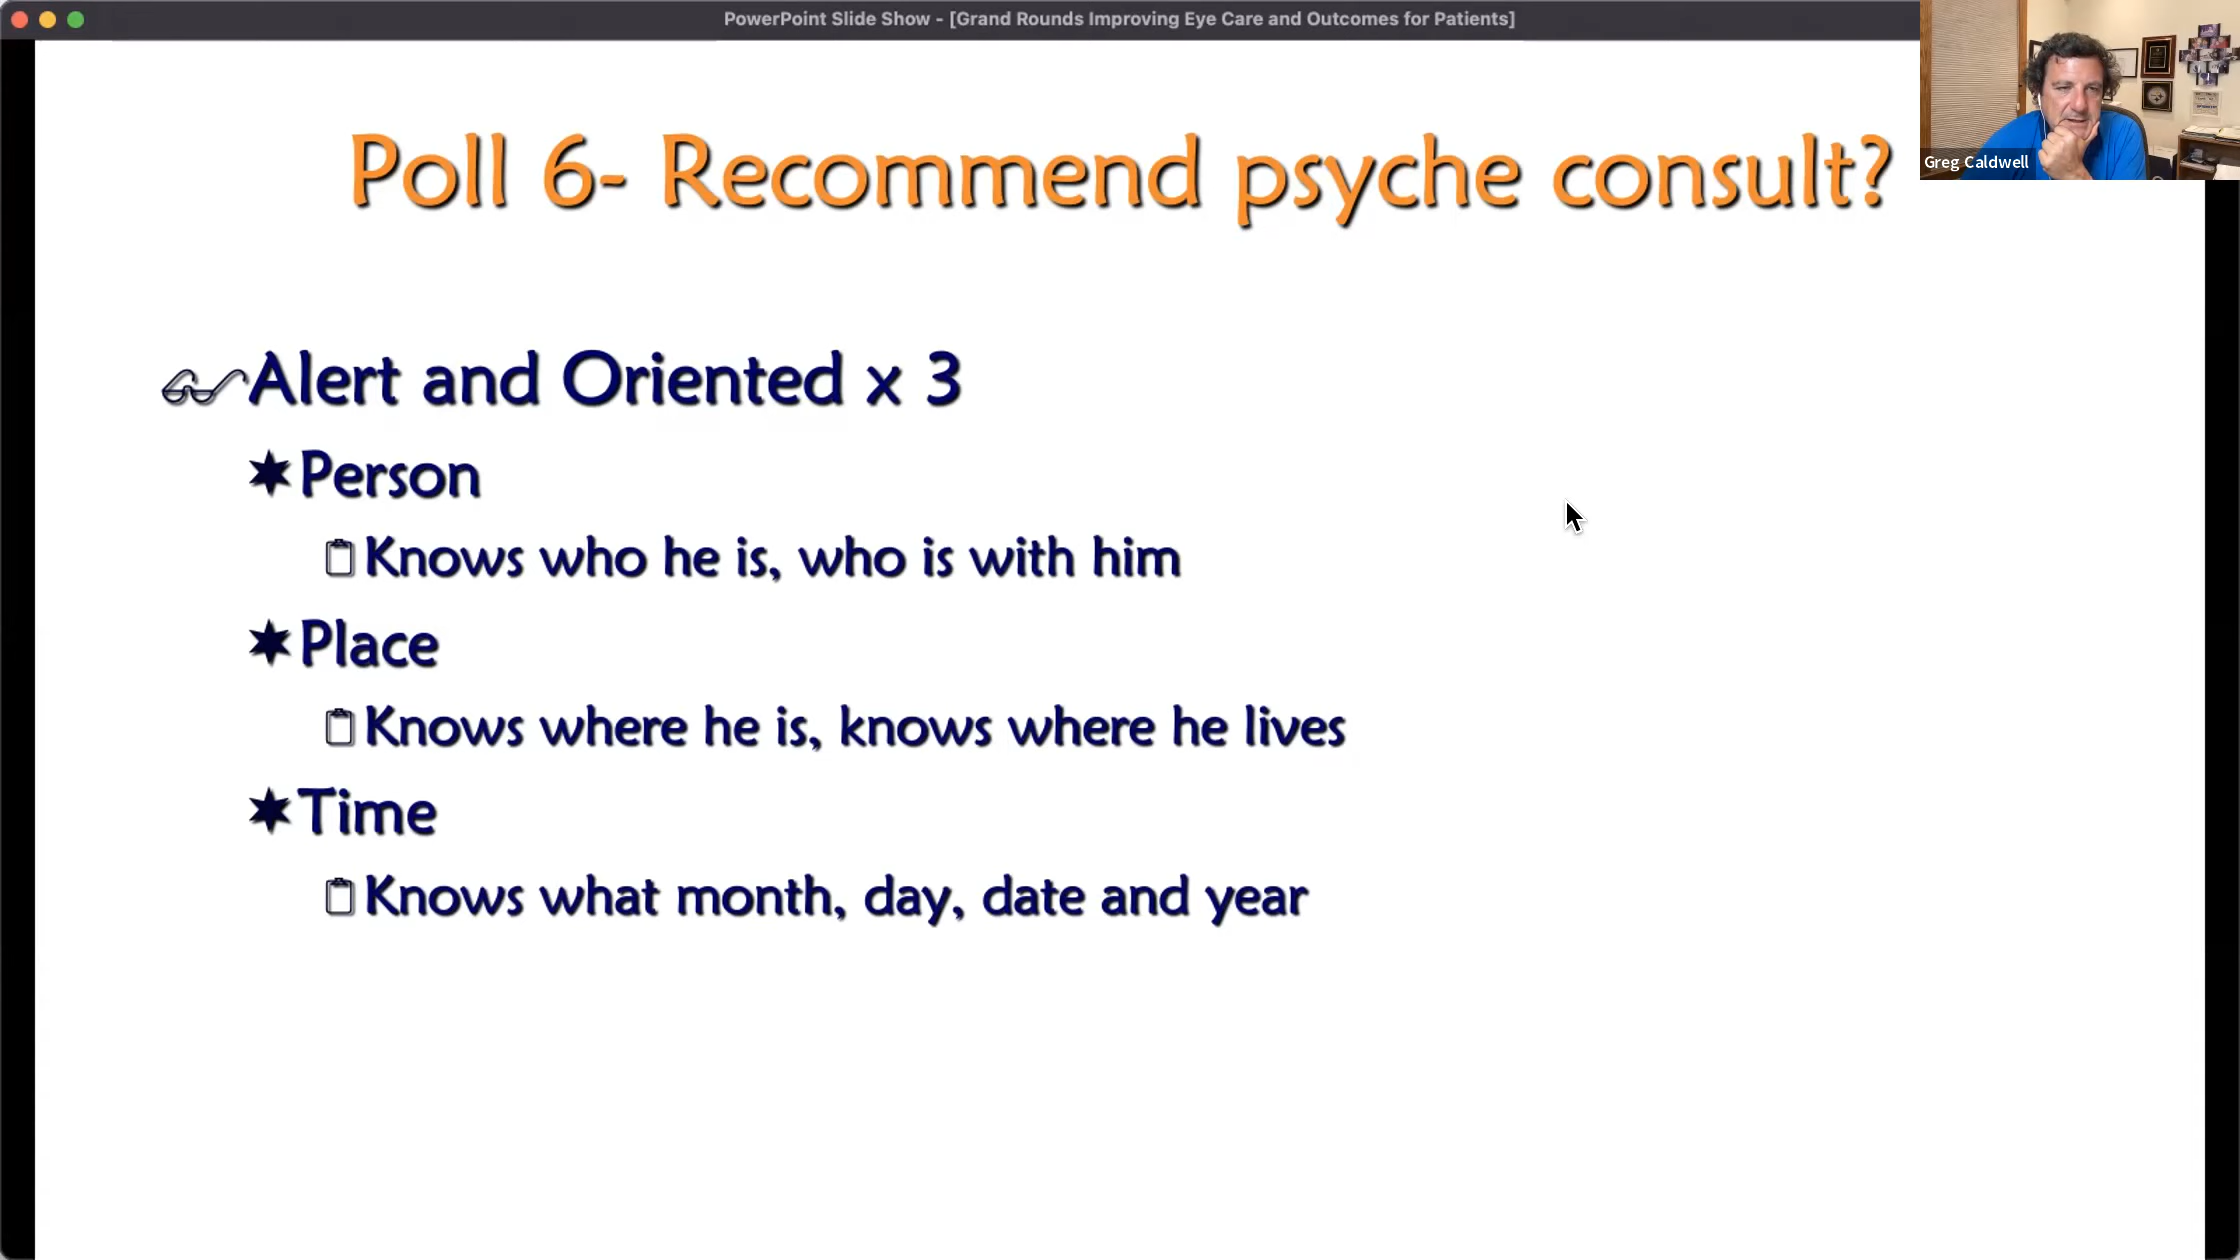 PowerPoint Slide Show - [Grand Rounds Improving Eye Care and Outcomes for Patients]
Greg Caldwell
Poll 6- Recommend psyche consult?
Alert and Oriented x 3
Person
Knows who he is, who is with him
Place
Knows where he is, knows where he lives
Time
Knows what month, day, date and year